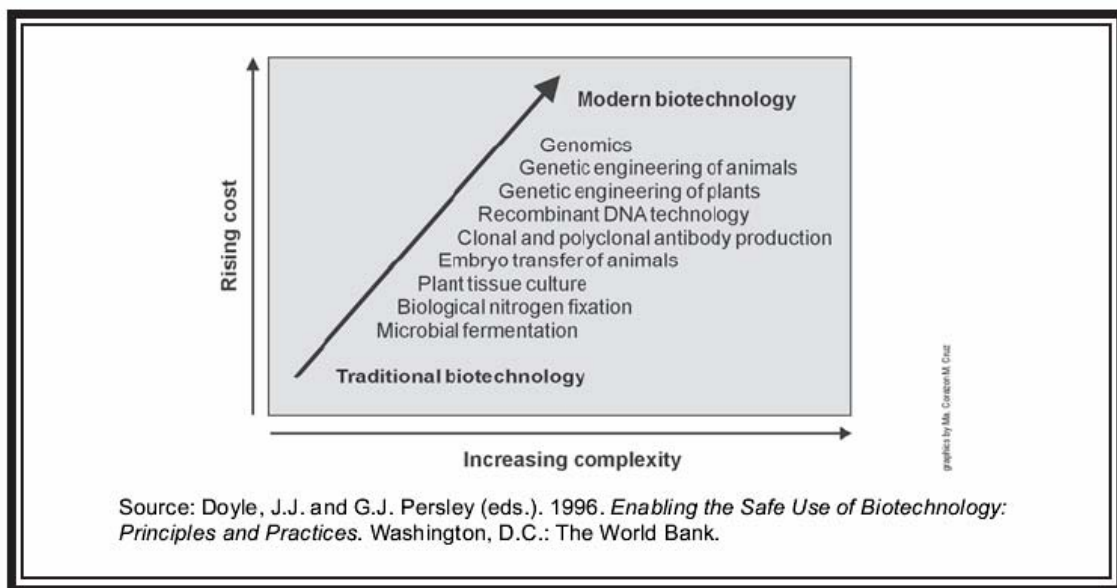 Rising cost
Modern biotechnology
Genomics
Genetic engineering of animals
Genetic engineering of plants
Recombinant DNA technology
Clonal and polyclonal antibody production
Embryo transfer of animals
Plant tissue culture
Biological nitrogen fixation
Microbial fermentation
Traditional biotechnology
Increasing complexity
graphics by Ma. Corazon M. Cruz
Source: Doyle, J.J. and G.J. Persley (eds.). 1996. Enabling the Safe Use of Biotechnology:
Principles and Practices. Washington, D.C.: The World Bank.